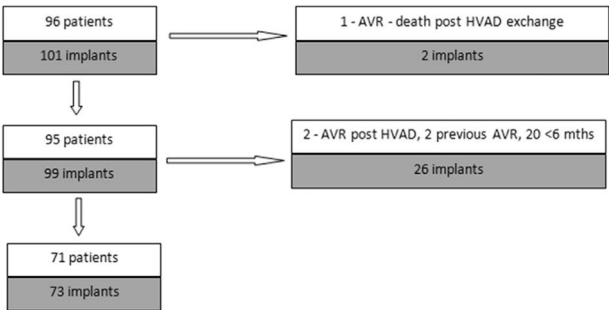 96 patients
1 - AVR - death post HVAD exchange
101 implants
2 implants
95 patients
2 - AVR post HVAD, 2 previous AVR, 20 <6 mths
99 implants
26 implants
71 patients
73 implants